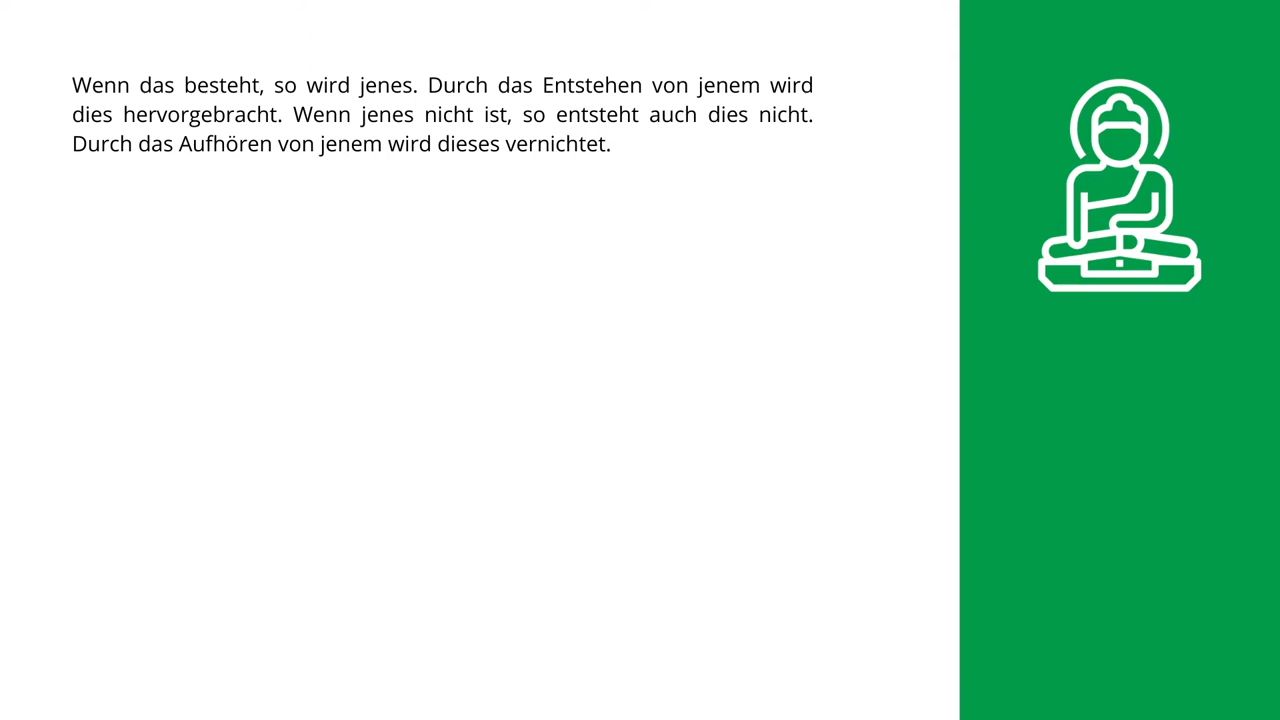 Wenn das besteht, so wird jenes. Durch das Entstehen von jenem wird
dies hervorgebracht. Wenn jenes nicht ist, so entsteht auch dies nicht.
Durch das Aufhören von jenem wird dieses vernichtet.